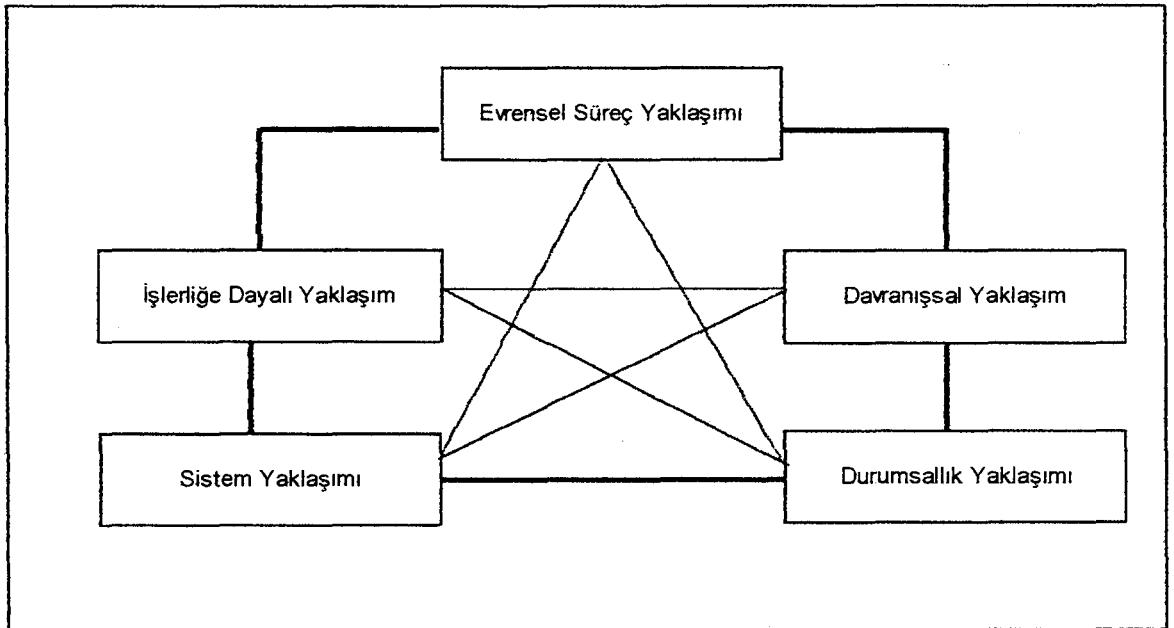 Evrensel Süreç Yaklaşımı
İşlerliğe Dayalı Yaklaşım
Davranışsal Yaklaşım
Sistem Yaklaşımı
Durumsallık Yaklaşımı